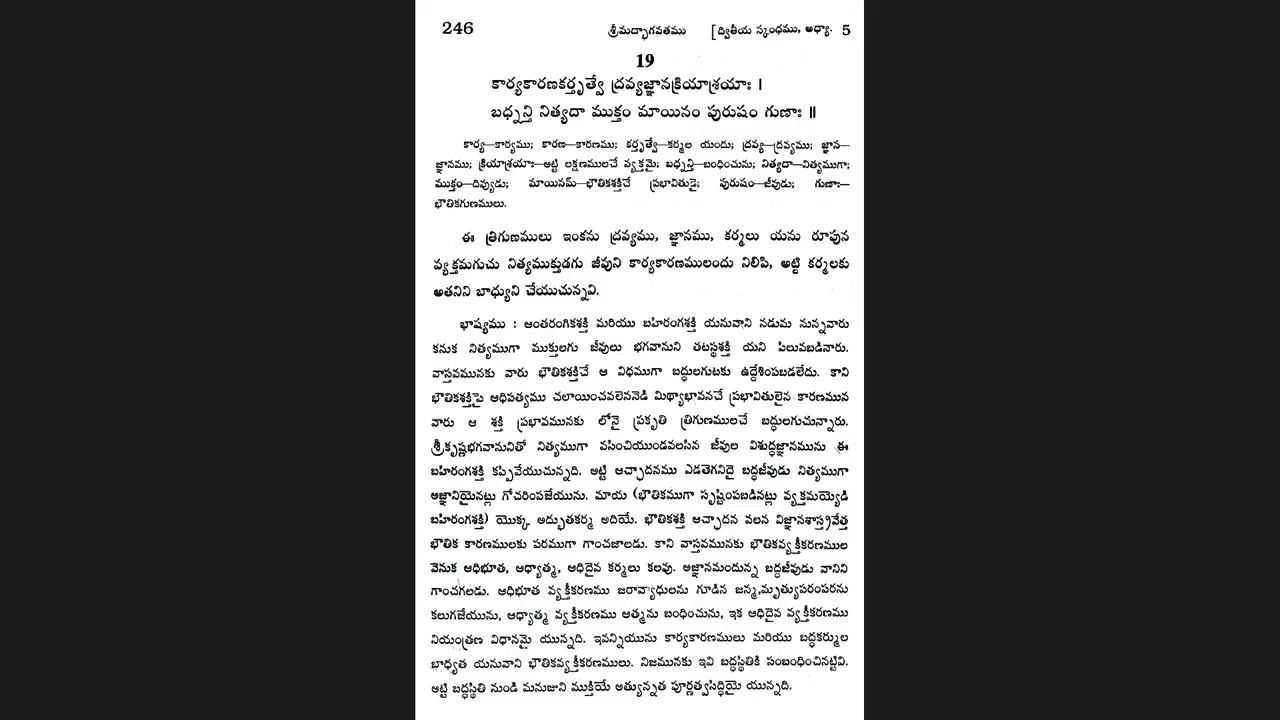 246 శ్రీమద్భాగవతము [ద్వితీయ స్కంధము, అధ్యా. 5
19
కార్యకారణకర్తృత్వే ద్రవ్యజ్ఞానక్రియాశ్రయాః ।
బధ్నన్తి నిత్యదా ముక్తం మాయినం పురుషం గుణాః ॥
కార్య—కార్యము; కారణ—కారణము; కర్తృత్వే—కర్మల యందు; ద్రవ్య—ద్రవ్యము; జ్ఞాన—
జ్ఞానము; క్రియాశ్రయాః—అట్టి లక్షణములచే వ్యక్తమై; బధ్నన్తి—బంధించును; నిత్యదా—నిత్యముగా;
ముక్తం—దివ్యుడు; మాయినమ్—భౌతికశక్తిచే ప్రభావితుడై; పురుషం—జీవుడు; గుణాః—
భౌతికగుణములు.
ఈ త్రిగుణములు ఇంకను ద్రవ్యము, జ్ఞానము, కర్మలు యను రూపున
వ్యక్తమగుచు నిత్యముక్తుడగు జీవుని కార్యకారణములందు నిలిపి, అట్టి కర్మలకు
అతనిని బాధ్యుని చేయుచున్నవి.
భాష్యము : ఆంతరంగికశక్తి మరియు బహిరంగశక్తి యనువాని నడుమ నున్నవారు
కనుక నిత్యముగా ముక్తులగు జీవులు భగవానుని తటస్థశక్తి యని పిలువబడినారు.
వాస్తవమునకు వారు భౌతికశక్తిచే ఆ విధముగా బద్ధులగుటకు ఉద్దేశింపబడలేదు. కాని
భౌతికశక్తిపై ఆధిపత్యము చలాయించవలెననెడి మిథ్యాభావనచే ప్రభావితులైన కారణమున
వారు ఆ శక్తి ప్రభావమునకు లోనై ప్రకృతి త్రిగుణములచే బద్ధులగుచున్నారు.
శ్రీకృష్ణభగవానునితో నిత్యముగా వసించియుండవలసిన జీవుల విశుద్ధజ్ఞానమును ఈ
బహిరంగశక్తి కప్పివేయుచున్నది. అట్టి ఆచ్ఛాదనము ఎడతెగనిదై బద్ధజీవుడు నిత్యముగా
అజ్ఞానియైనట్లు గోచరింపజేయును. మాయ (భౌతికముగా సృష్టింపబడినట్లు వ్యక్తమయ్యెడి
బహిరంగశక్తి) యొక్క అద్భుతకర్మ అదియే. భౌతికశక్తి ఆచ్ఛాదన వలన విజ్ఞానశాస్త్రవేత్త
భౌతిక కారణములకు పరముగా గాంచజాలడు. కాని వాస్తవమునకు భౌతికవ్యక్తీకరణముల
వెనుక అధిభూత, ఆధ్యాత్మ, అధిదైవ కర్మలు కలవు. అజ్ఞానమందున్న బద్ధజీవుడు వానిని
గాంచగలడు. ఆధిభూత వ్యక్తీకరణము జరావ్యాధులను గూడిన జన్మ,మృత్యుపరంపరను
కలుగజేయును, ఆధ్యాత్మ వ్యక్తీకరణము ఆత్మను బంధించును, ఇక ఆధిదైవ వ్యక్తీకరణము
నియంత్రణ విధానమై యున్నది. ఇవన్నియును కార్యకారణములు మరియు బద్ధకర్ముల
బాధ్యత యనువాని భౌతికవ్యక్తీకరణములు. నిజమునకు ఇవి బద్ధస్థితికి సంబంధించినట్టివి.
అట్టి బద్ధస్థితి నుండి మనుజుని ముక్తియే అత్యున్నత పూర్ణత్వసిద్ధియై యున్నది.